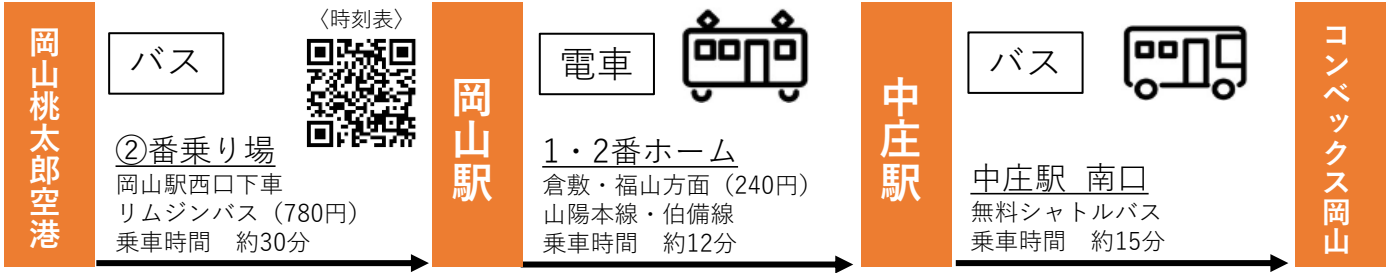 岡山桃太郎空港
バス
〈時刻表〉
②番乗り場
岡山駅西口下車
リムジンバス（780円）
乗車時間　約30分
岡山駅
電車
1・2番ホーム
倉敷・福山方面（240円）
山陽本線・伯備線
乗車時間　約12分
中庄駅
バス
中庄駅 南口
無料シャトルバス
乗車時間　約15分
コンベックス岡山